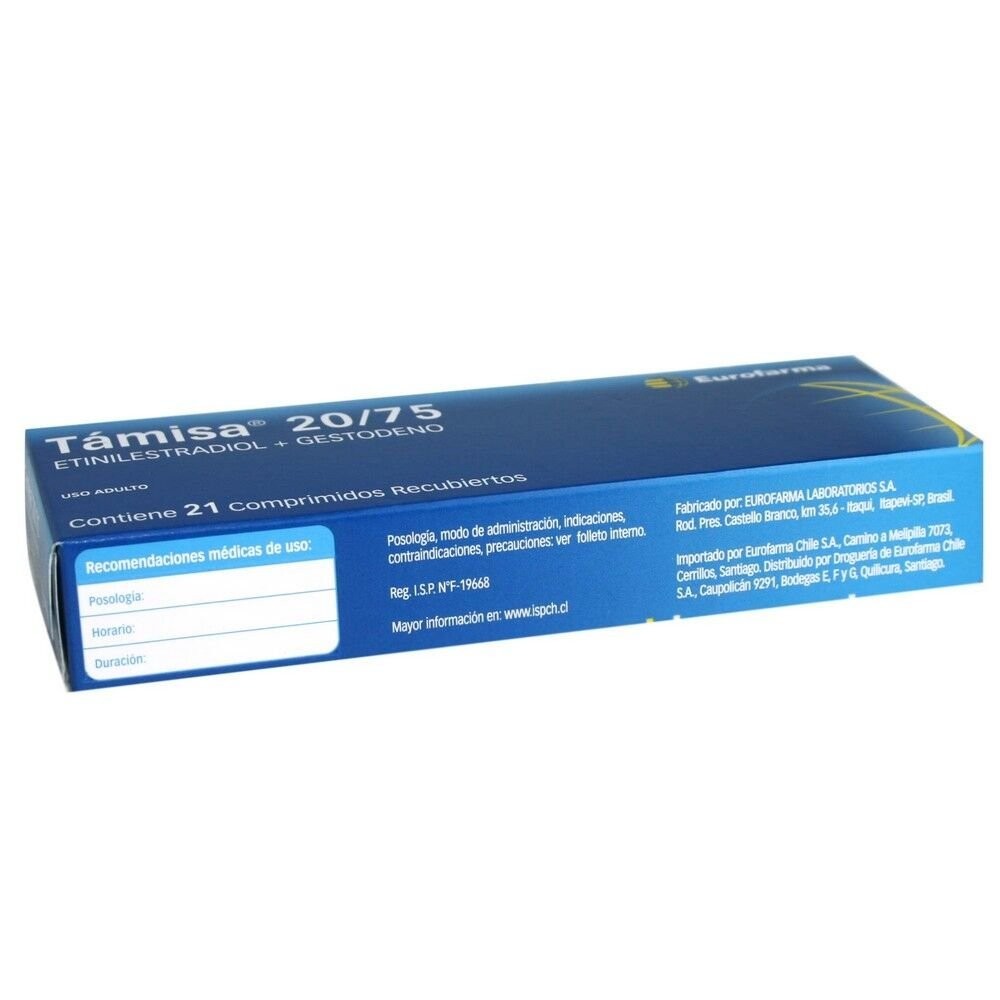 Eurofarma
Támisa® 20/75
ETINILESTRADIOL + GESTODENO
USO ADULTO
Contiene 21 Comprimidos Recubiertos
Recomendaciones médicas de uso:
Posología:
Horario:
Duración:
Posología, modo de administración, indicaciones,
contraindicaciones, precauciones: ver folleto interno.
Reg. I.S.P. N°F-19668
Mayor información en: www.ispch.cl
Fabricado por: EUROFARMA LABORATORIOS S.A.
Rod. Pres. Castello Branco, km 35,6 - Itaqui, Itapevi-SP, Brasil.
Importado por Eurofarma Chile S.A., Camino a Melipilla 7073,
Cerrillos, Santiago. Distribuido por Droguería de Eurofarma Chile
S.A., Caupolicán 9291, Bodegas E, F y G, Quilicura, Santiago.